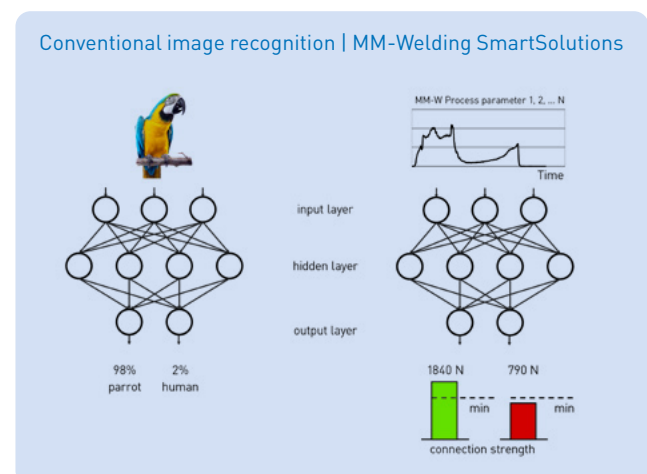 Conventional image recognition | MM-Welding SmartSolutions
MM-W Process parameter 1, 2, ... N
Time
input layer
hidden layer
output layer
98% 2%
parrot human
1840 N 790 N
min min
connection strength